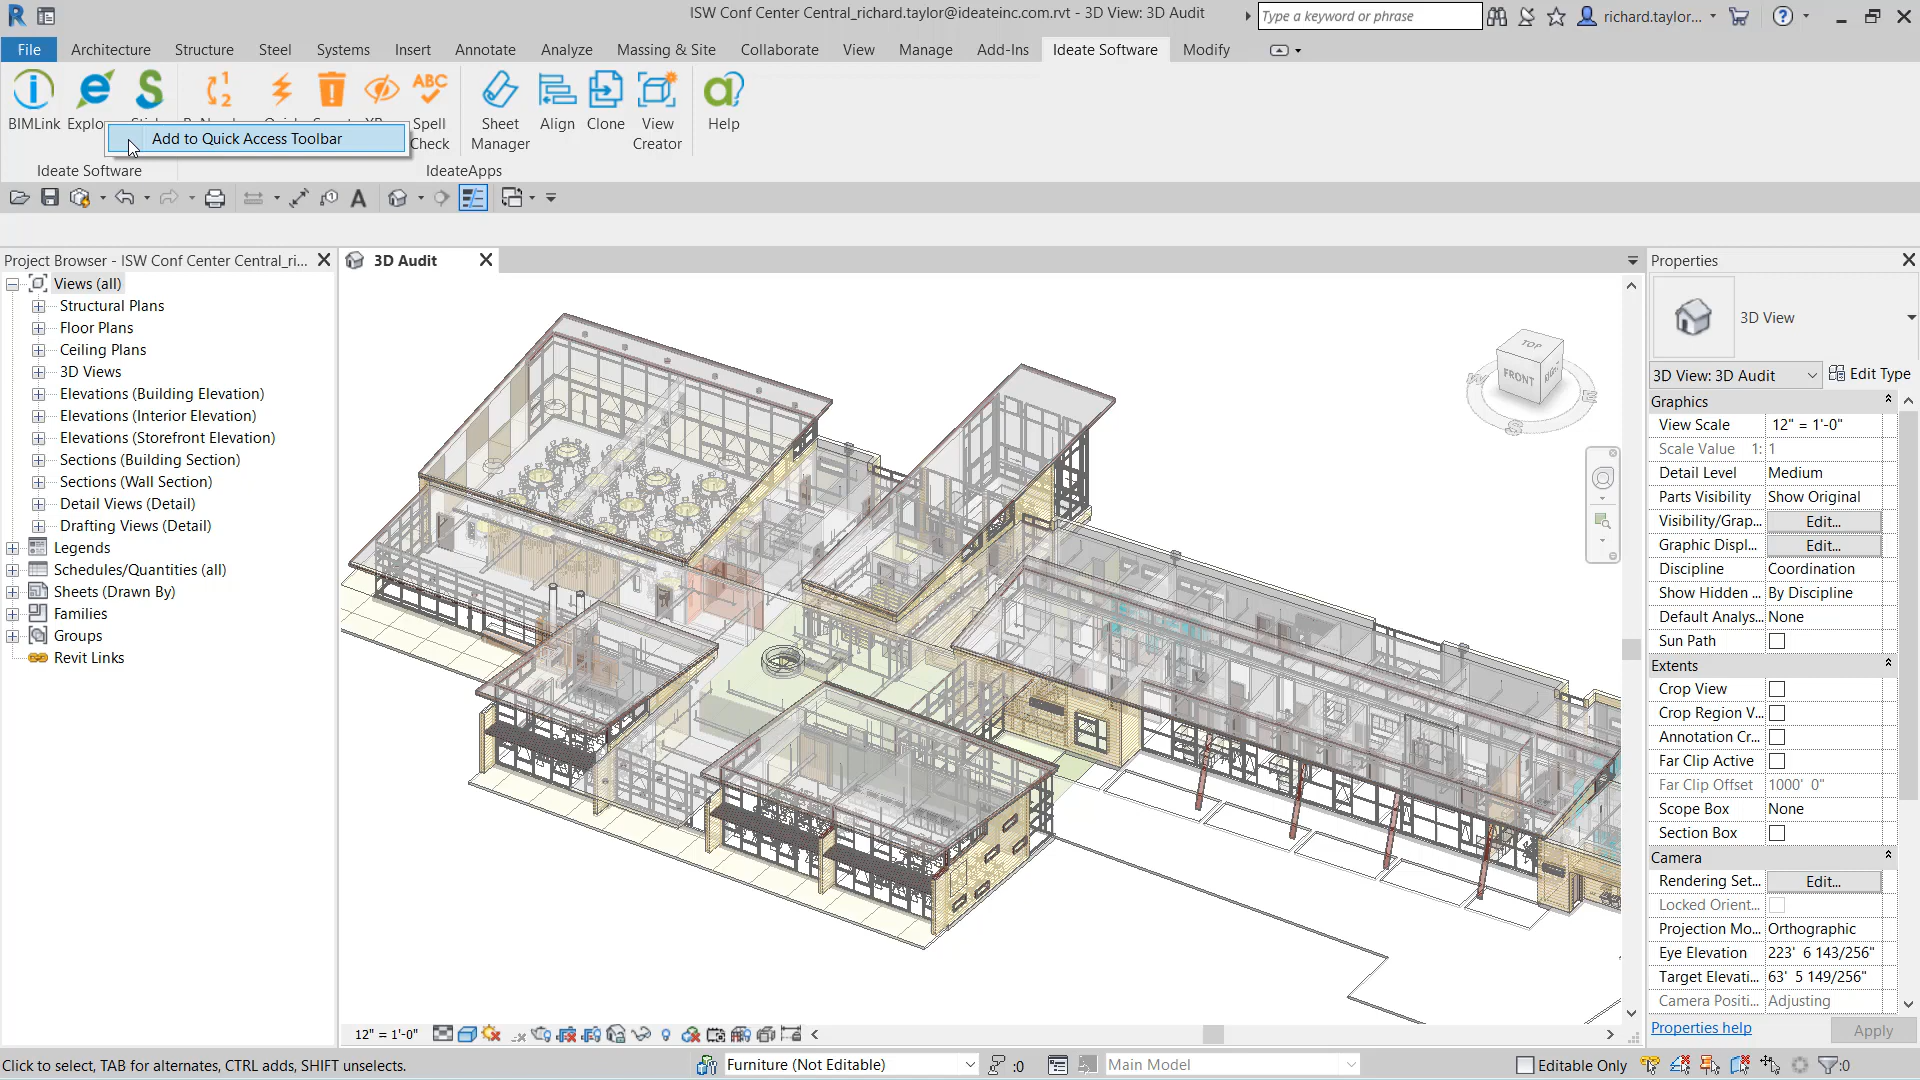 ISW Conf Center Central_richard.taylor@ideateinc.com.rvt - 3D View: 3D Audit
Type a keyword or phrase
richard.taylor...
File Architecture Structure Steel Systems Insert Annotate Analyze Massing & Site Collaborate View Manage Add-Ins Ideate Software Modify
BIMLink
Spell
Check
Sheet
Manager
Align
Clone
View
Creator
Help
Add to Quick Access Toolbar
Ideate Software
IdeateApps
Project Browser - ISW Conf Center Central_ri...
3D Audit
Properties
Views (all)
Structural Plans
Floor Plans
Ceiling Plans
3D Views
Elevations (Building Elevation)
Elevations (Interior Elevation)
Elevations (Storefront Elevation)
Sections (Building Section)
Sections (Wall Section)
Detail Views (Detail)
Drafting Views (Detail)
Legends
Schedules/Quantities (all)
Sheets (Drawn By)
Families
Groups
Revit Links
TOP
FRONT
W
E
S
3D View
3D View: 3D Audit
Edit Type
Graphics
View Scale 12" = 1'-0"
Scale Value 1: 1
Detail Level Medium
Parts Visibility Show Original
Visibility/Grap... Edit...
Graphic Displ... Edit...
Discipline Coordination
Show Hidden ... By Discipline
Default Analys... None
Sun Path
Extents
Crop View
Crop Region V...
Annotation Cr...
Far Clip Active
Far Clip Offset 1000' 0"
Scope Box None
Section Box
Camera
Rendering Set... Edit...
Locked Orient...
Projection Mo... Orthographic
Eye Elevation 223' 6 143/256"
Target Elevati... 63' 5 149/256"
Camera Positi... Adjusting
Properties help
Apply
12" = 1'-0"
Click to select, TAB for alternates, CTRL adds, SHIFT unselects.
Furniture (Not Editable)
:0
Main Model
Editable Only
:0